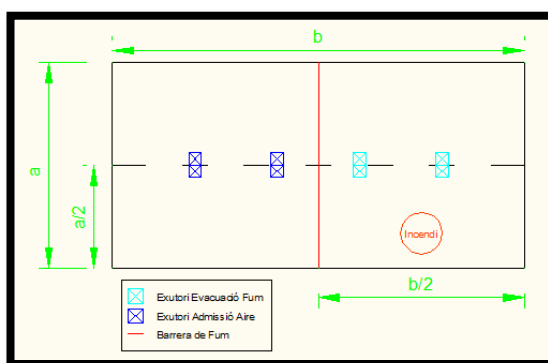 b
a
a/2
Incendi
b/2
Exutori Evacuació Fum
Exutori Admissió Aire
Barrera de Fum